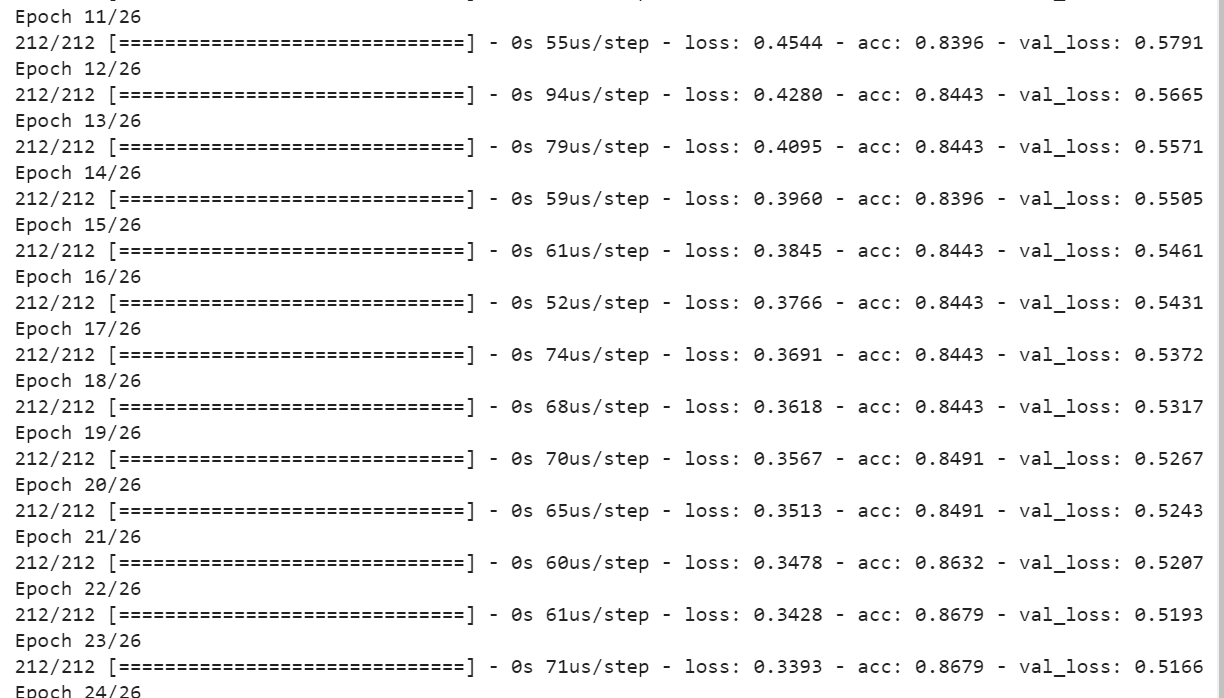 Epoch 11/26
212/212 [==============================] - 0s 55us/step - loss: 0.4544 - acc: 0.8396 - val_loss: 0.5791
Epoch 12/26
212/212 [==============================] - 0s 94us/step - loss: 0.4280 - acc: 0.8443 - val_loss: 0.5665
Epoch 13/26
212/212 [==============================] - 0s 79us/step - loss: 0.4095 - acc: 0.8443 - val_loss: 0.5571
Epoch 14/26
212/212 [==============================] - 0s 59us/step - loss: 0.3960 - acc: 0.8396 - val_loss: 0.5505
Epoch 15/26
212/212 [==============================] - 0s 61us/step - loss: 0.3845 - acc: 0.8443 - val_loss: 0.5461
Epoch 16/26
212/212 [==============================] - 0s 52us/step - loss: 0.3766 - acc: 0.8443 - val_loss: 0.5431
Epoch 17/26
212/212 [==============================] - 0s 74us/step - loss: 0.3691 - acc: 0.8443 - val_loss: 0.5372
Epoch 18/26
212/212 [==============================] - 0s 68us/step - loss: 0.3618 - acc: 0.8443 - val_loss: 0.5317
Epoch 19/26
212/212 [==============================] - 0s 70us/step - loss: 0.3567 - acc: 0.8491 - val_loss: 0.5267
Epoch 20/26
212/212 [==============================] - 0s 65us/step - loss: 0.3513 - acc: 0.8491 - val_loss: 0.5243
Epoch 21/26
212/212 [==============================] - 0s 60us/step - loss: 0.3478 - acc: 0.8632 - val_loss: 0.5207
Epoch 22/26
212/212 [==============================] - 0s 61us/step - loss: 0.3428 - acc: 0.8679 - val_loss: 0.5193
Epoch 23/26
212/212 [==============================] - 0s 71us/step - loss: 0.3393 - acc: 0.8679 - val_loss: 0.5166
Epoch 24/26